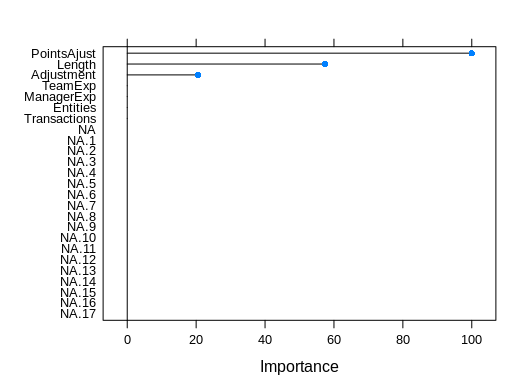 PointsAjust
Length
Adjustment
TeamExp
ManagerExp
Entities
Transactions
NA
NA.1
NA.2
NA.3
NA.4
NA.5
NA.6
NA.7
NA.8
NA.9
NA.10
NA.11
NA.12
NA.13
NA.14
NA.15
NA.16
NA.17
0 20 40 60 80 100
Importance